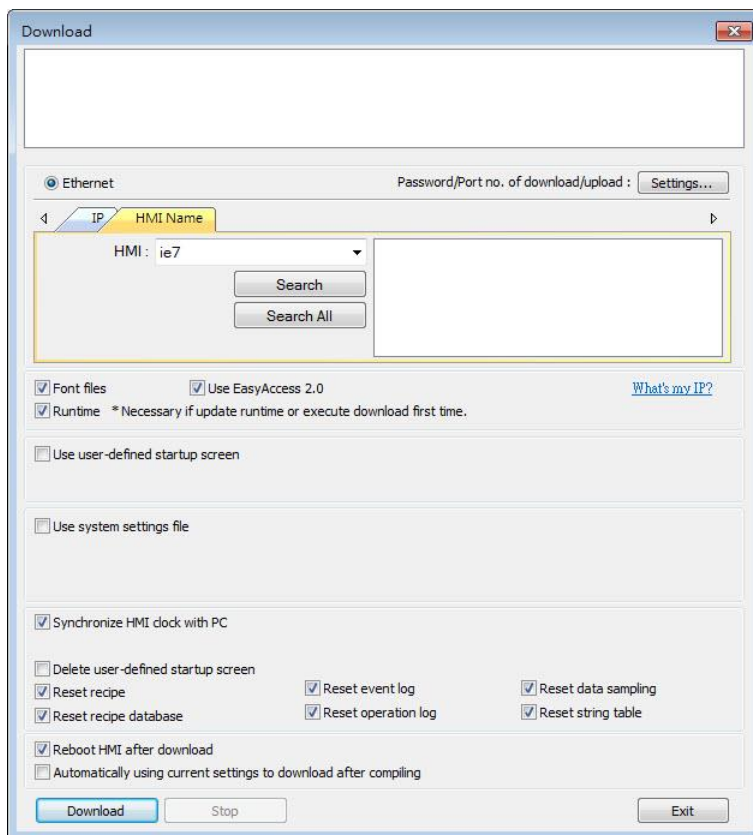 Download
Ethernet Password/Port no. of download/upload : Settings...
IP HMI Name
HMI : ie7
Search
Search All
Font files Use EasyAccess 2.0 What's my IP?
Runtime * Necessary if update runtime or execute download first time.
Use user-defined startup screen
Use system settings file
Synchronize HMI clock with PC
Delete user-defined startup screen
Reset recipe Reset event log Reset data sampling
Reset recipe database Reset operation log Reset string table
Reboot HMI after download
Automatically using current settings to download after compiling
Download Stop Exit